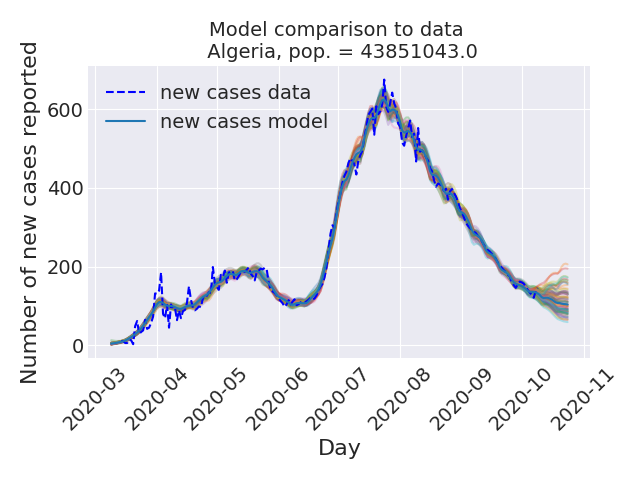 Model comparison to data
Algeria, pop. = 43851043.0
Number of new cases reported
600
400
200
0
new cases data
new cases model
2020-03
2020-04
2020-05
2020-06
2020-07
2020-08
2020-09
2020-10
2020-11
Day